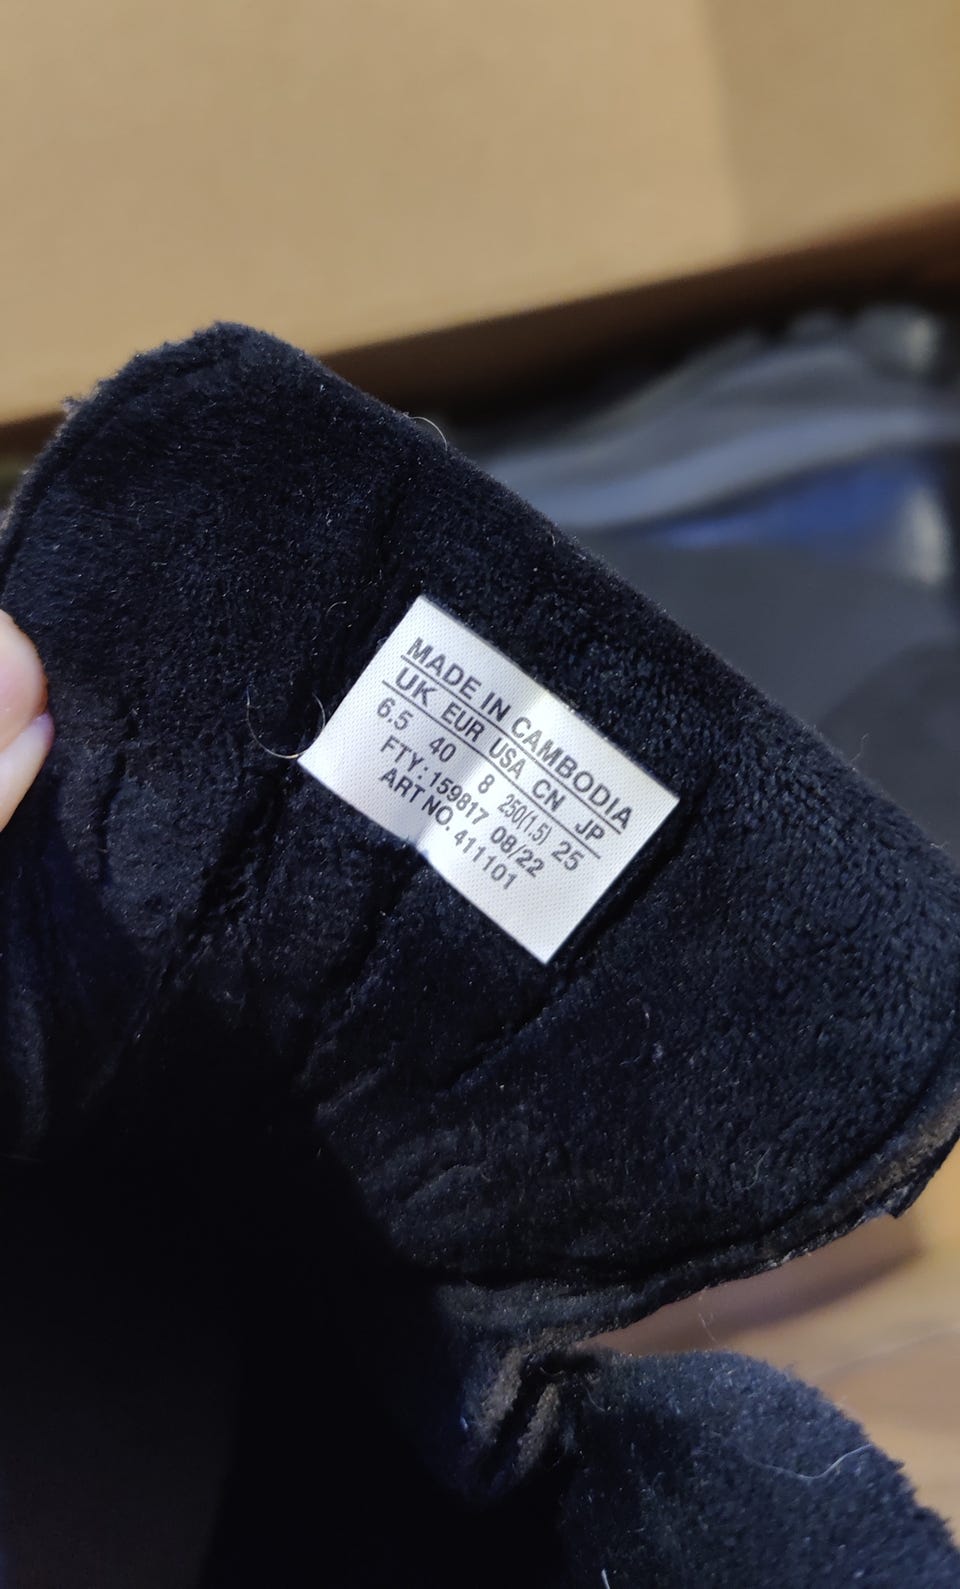 MADE IN CAMBODIA
UK EUR USA CN JP
6.5 40 8 250(1.5) 25
FTY: 159817 08/22
ART NO. 411101